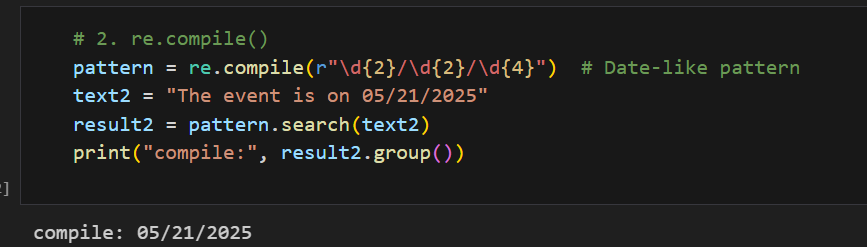 # 2. re.compile()
pattern = re.compile(r"\d{2}/\d{2}/\d{4}")  # Date-like pattern
text2 = "The event is on 05/21/2025"
result2 = pattern.search(text2)
print("compile:", result2.group())
]
compile: 05/21/2025